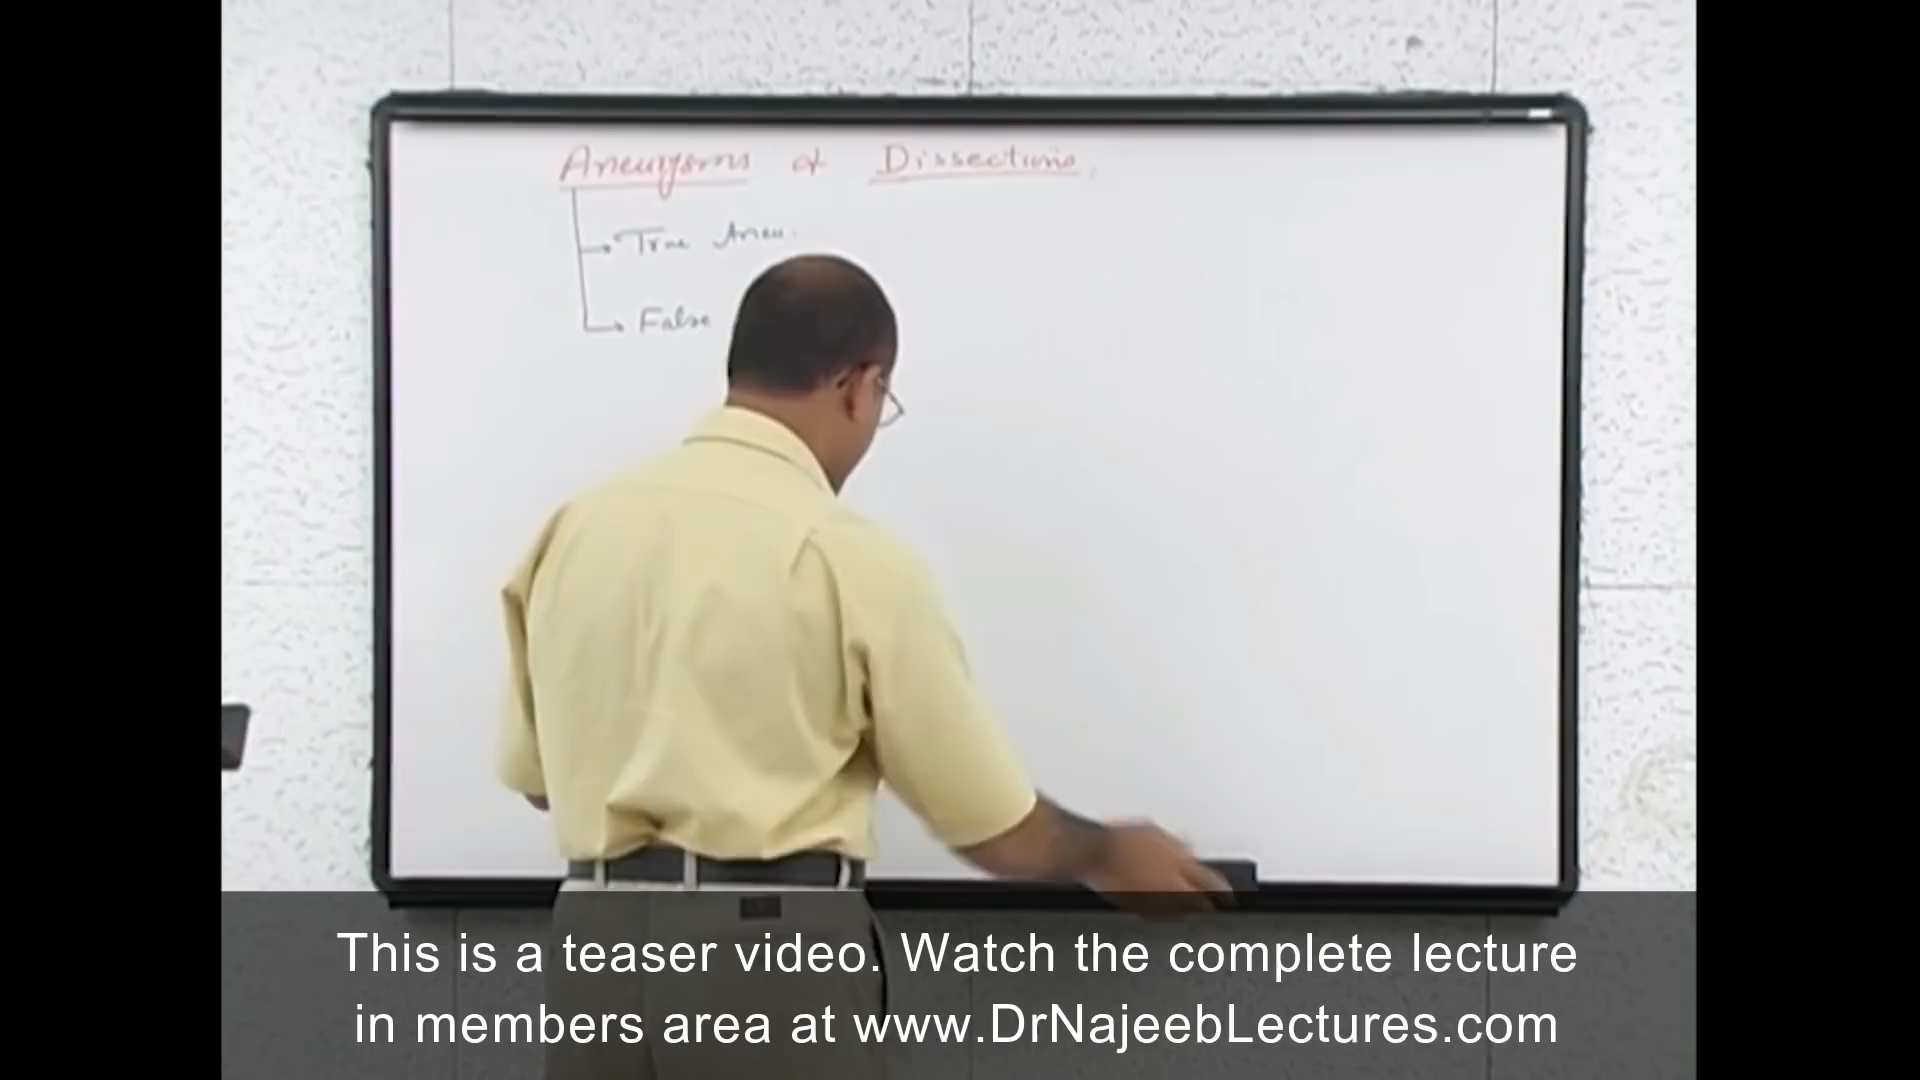 Aneurysms & Dissections
True Aneu.
False
This is a teaser video. Watch the complete lecture
in members area at www.DrNajeebLectures.com